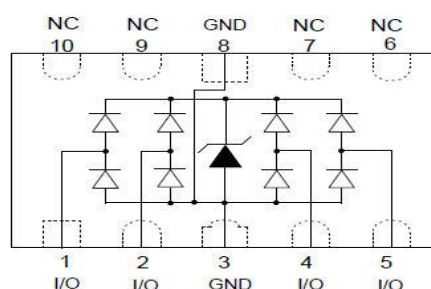 NC NC GND NC NC
10 9 8 7 6
1 2 3 4 5
I/O I/O GND I/O I/O